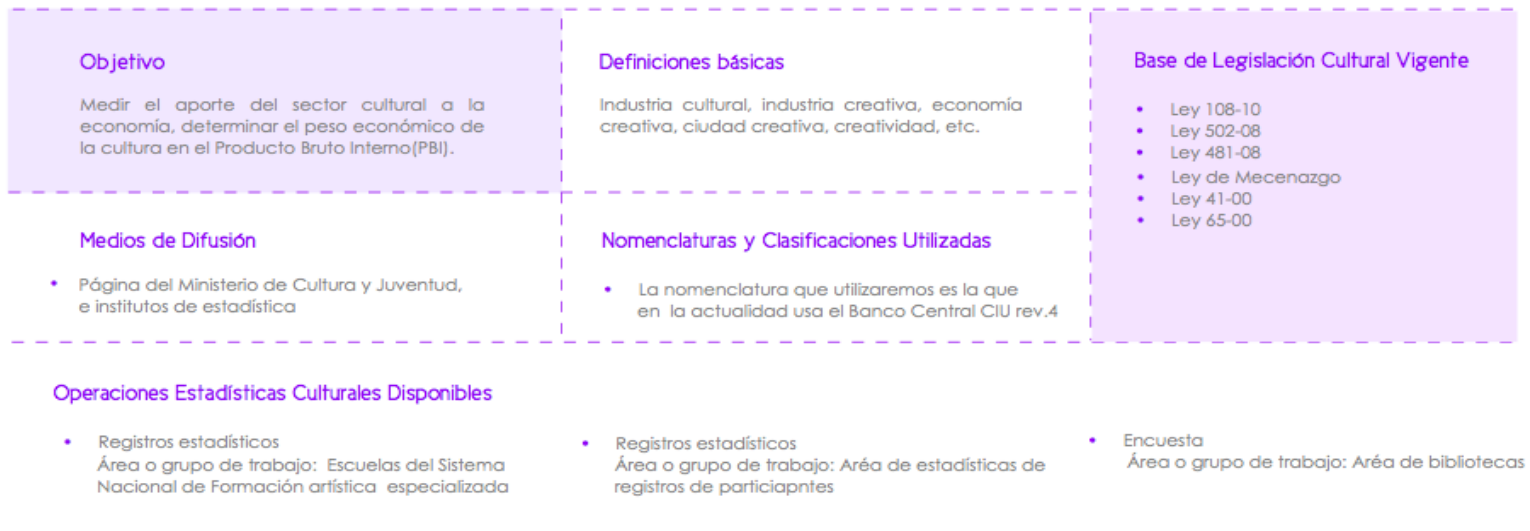 Objetivo
Medir el aporte del sector cultural a la
economía, determinar el peso económico de
la cultura en el Producto Bruto Interno(PBI).
Definiciones básicas
Industria cultural, industria creativa, economía
creativa, ciudad creativa, creatividad, etc.
Base de Legislación Cultural Vigente
• Ley 108-10
• Ley 502-08
• Ley 481-08
• Ley de Mecenazgo
• Ley 41-00
• Ley 65-00
Medios de Difusión
• Página del Ministerio de Cultura y Juventud,
e institutos de estadística
Nomenclaturas y Clasificaciones Utilizadas
• La nomenclatura que utilizaremos es la que
en la actualidad usa el Banco Central CIU rev.4
Operaciones Estadísticas Culturales Disponibles
• Registros estadísticos
Área o grupo de trabajo: Escuelas del Sistema
Nacional de Formación artística especializada
• Registros estadísticos
Área o grupo de trabajo: Aréa de estadísticas de
registros de particiapntes
• Encuesta
Área o grupo de trabajo: Aréa de bibliotecas